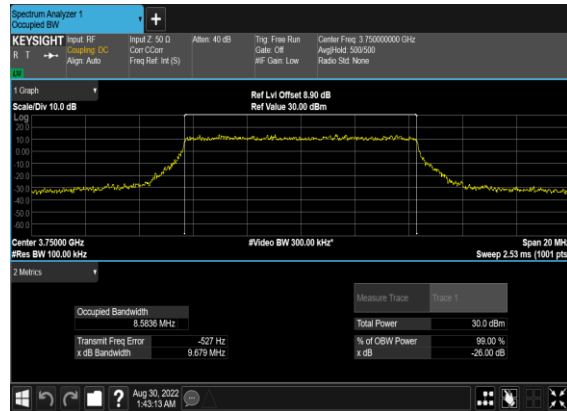 Spectrum Analyzer 1
Occupied BW
+
KEYSIGHT Input: RF Input Z: 50 Ω Atten: 40 dB Trig: Free Run Center Freq: 3.750000000 GHz
R T Coupling: DC Corr CCorr Gate: Off Avg|Hold: 500/500
Align: Auto Freq Ref: Int (S) #IF Gain: Low Radio Std: None
1 Graph
Ref Lvl Offset 8.90 dB
Scale/Div 10.0 dB Ref Value 30.00 dBm
Log
20.0
10.0
0.00
-10.0
-20.0
-30.0
-40.0
-50.0
-60.0
Center 3.75000 GHz #Video BW 300.00 kHz* Span 20 MHz
#Res BW 100.00 kHz Sweep 2.53 ms (1001 pts)
2 Metrics
Measure Trace Trace 1
Occupied Bandwidth
8.5836 MHz Total Power 30.0 dBm
Transmit Freq Error -527 Hz % of OBW Power 99.00 %
x dB Bandwidth 9.679 MHz x dB -26.00 dB
? Aug 30, 2022
1:43:13 AM